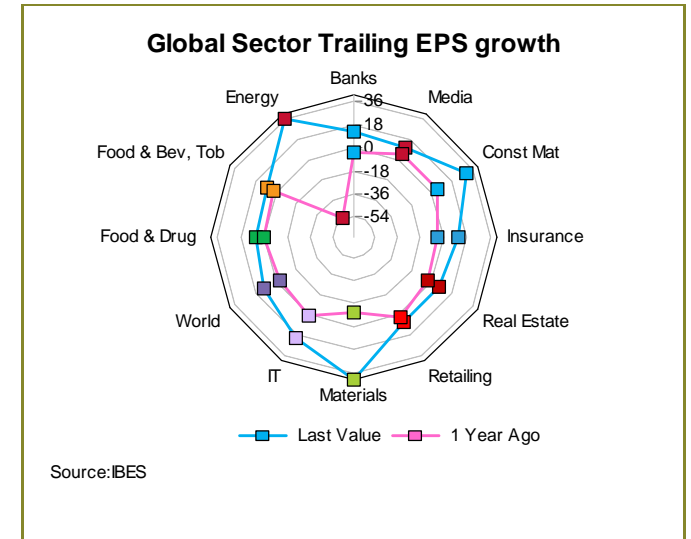 Global Sector Trailing EPS growth
Banks
Media
Const Mat
Insurance
Real Estate
Retailing
Materials
IT
World
Food & Drug
Food & Bev, Tob
Energy
36
18
0
-18
-36
-54
Last Value
1 Year Ago
Source:IBES